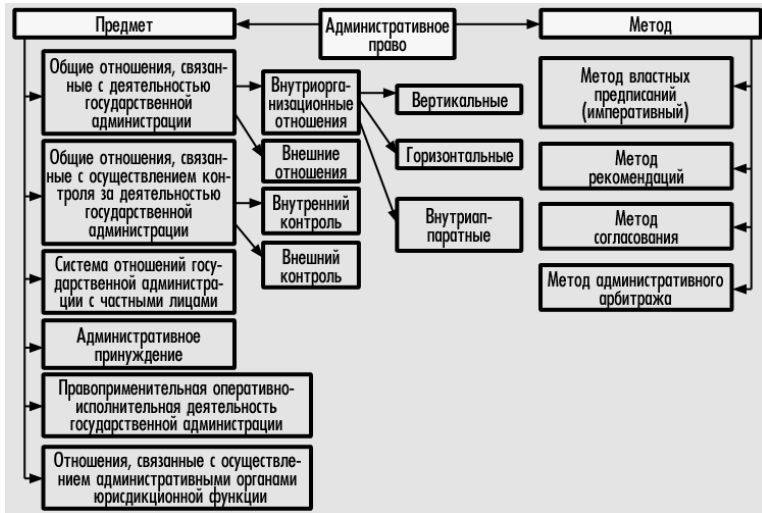 Предмет
Административное
право
Метод
Общие отношения, связан-
ные с деятельностью
государственной
администрации
Внутриорга-
низационные
отношения
Вертикальные
Метод властных
предписаний
(императивный)
Внешние
отношения
Горизонтальные
Метод
рекомендаций
Общие отношения, связан-
ные с осуществлением кон-
троля за деятельностью
государственной
администрации
Внутренний
контроль
Внутриап-
паратные
Метод
согласования
Внешний
контроль
Система отношений госу-
дарственной администра-
ции с частными лицами
Метод административного
арбитража
Административное
принуждение
Правоприменительная оперативно-
исполнительная деятельность
государственной администрации
Отношения, связанные с осуществле-
нием административными органами
юрисдикционной функции